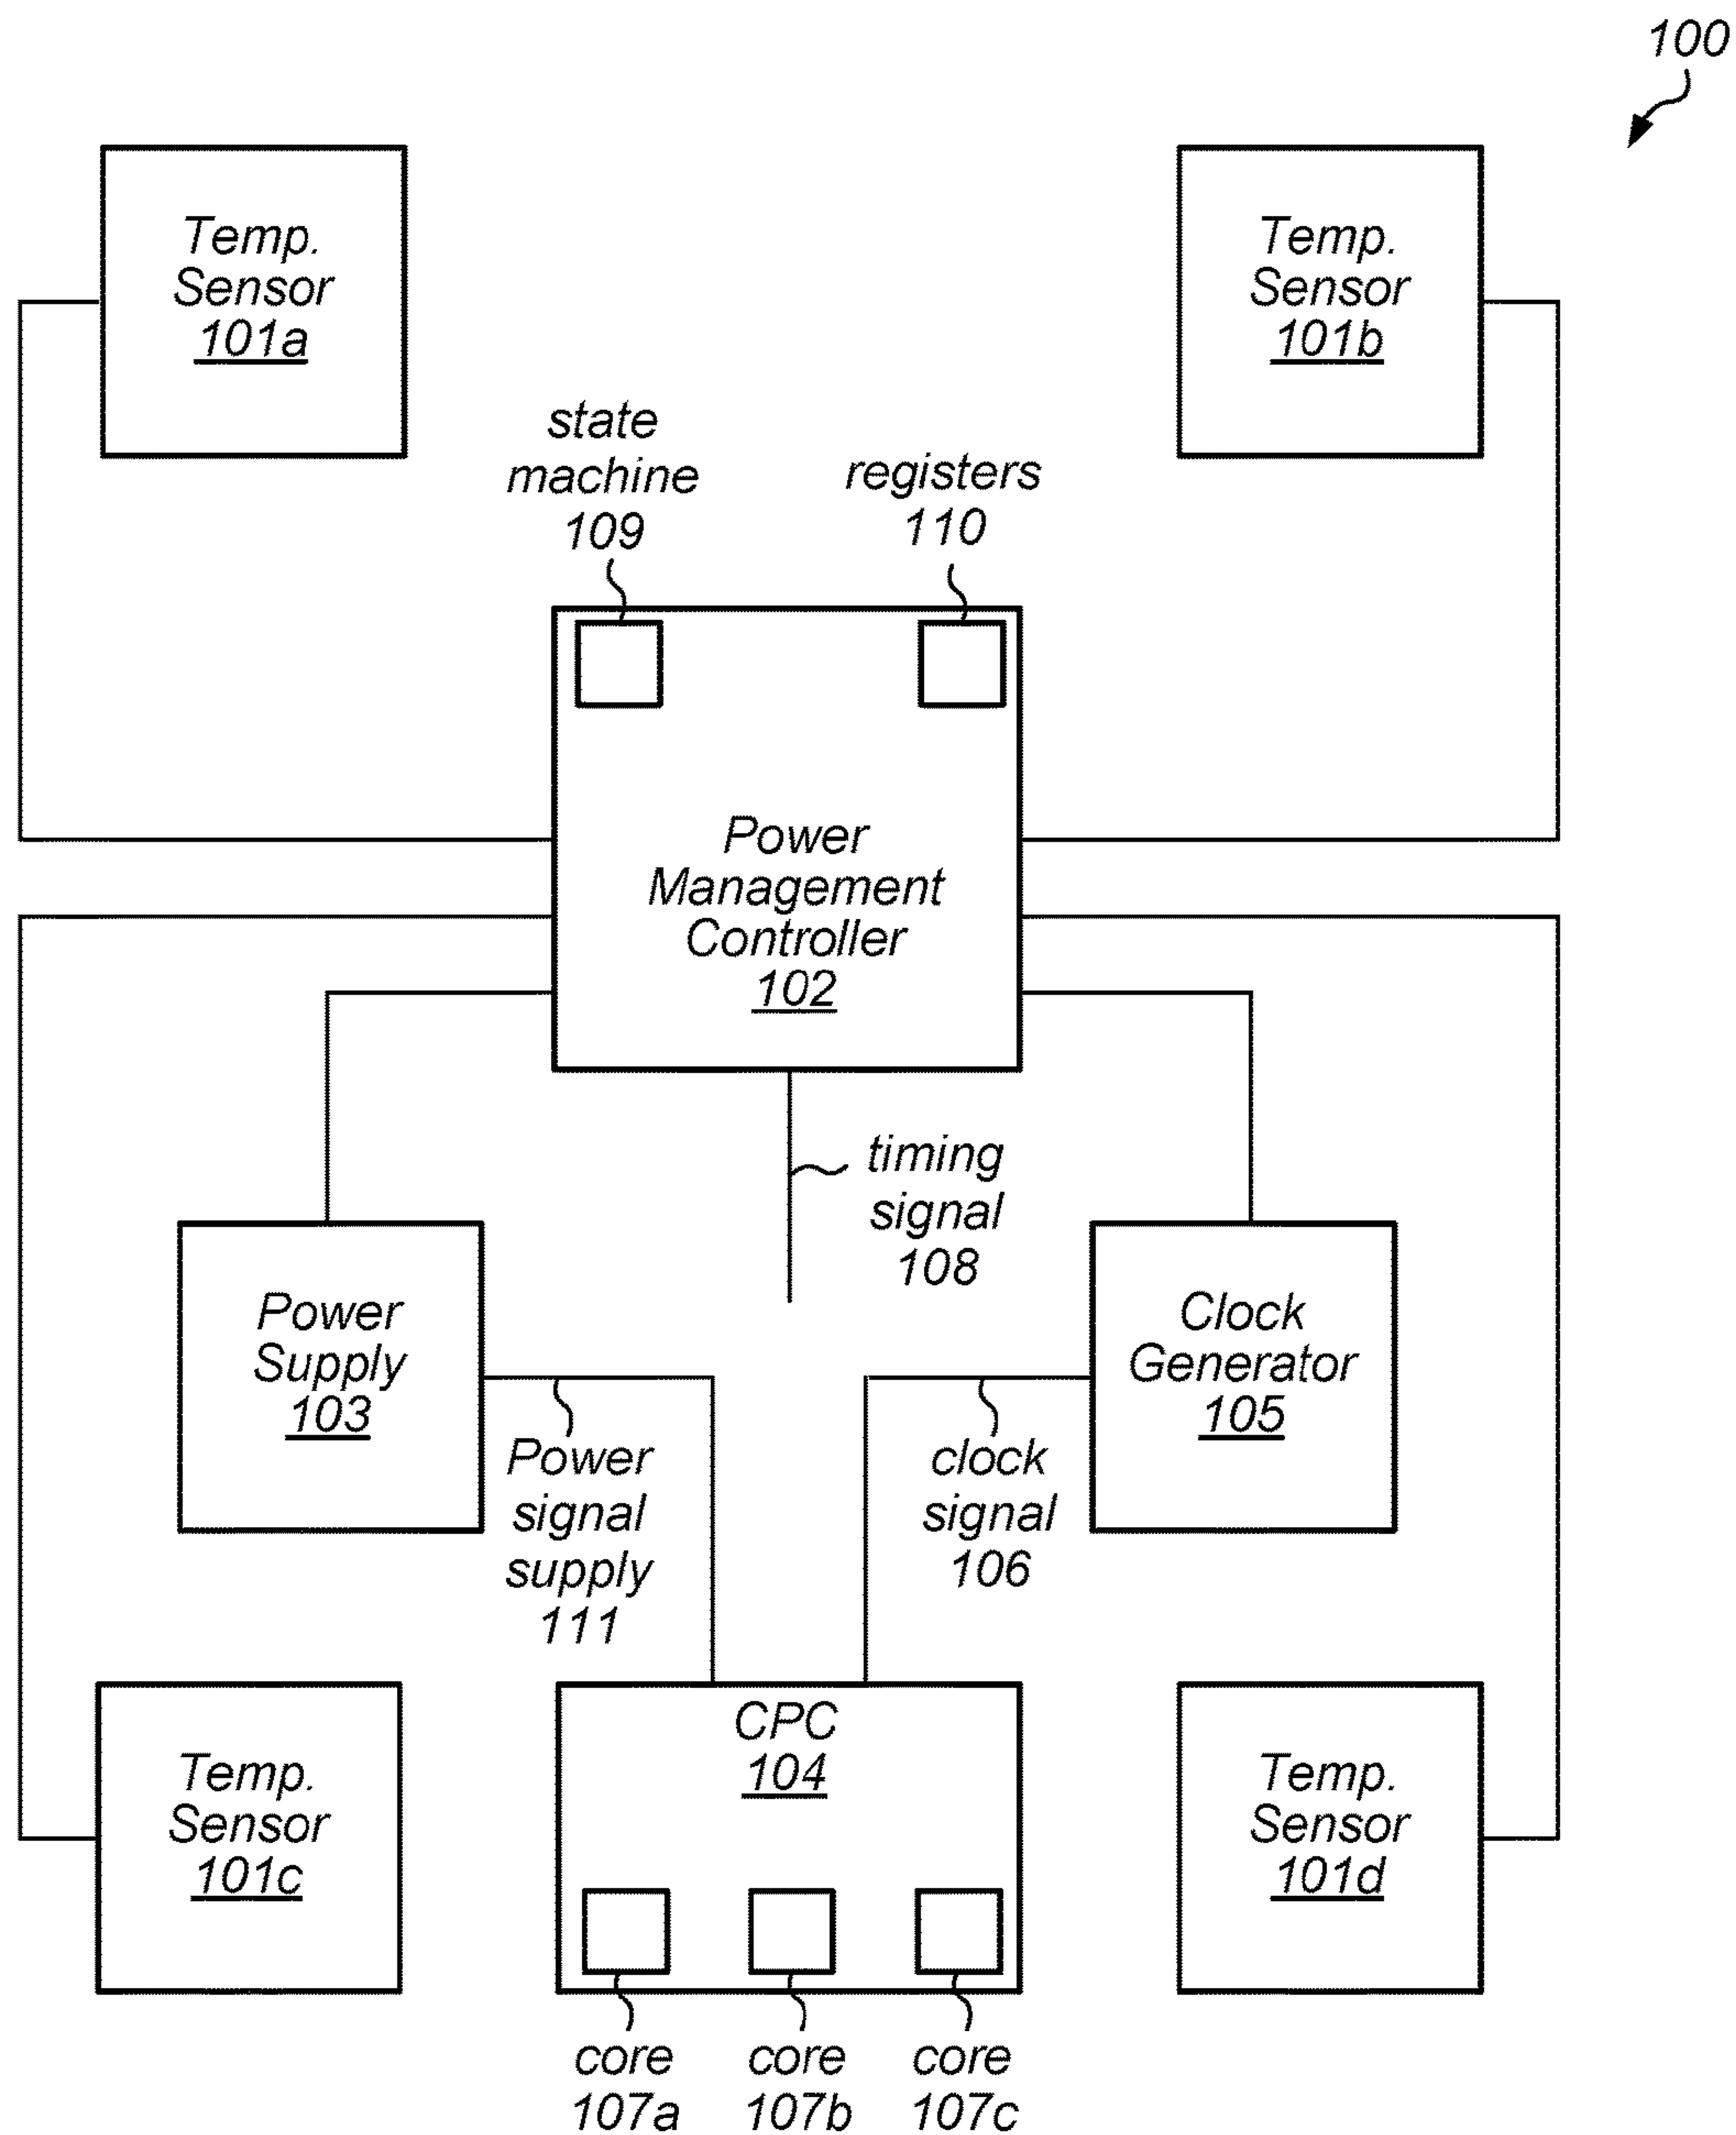 100
Temp.
Sensor
101a
Temp.
Sensor
101b
state
machine
109
registers
110
Power
Management
Controller
102
timing
signal
108
Power
Supply
103
Clock
Generator
105
Power
signal
supply
111
clock
signal
106
Temp.
Sensor
101c
CPC
104
Temp.
Sensor
101d
core
107a
core
107b
core
107c